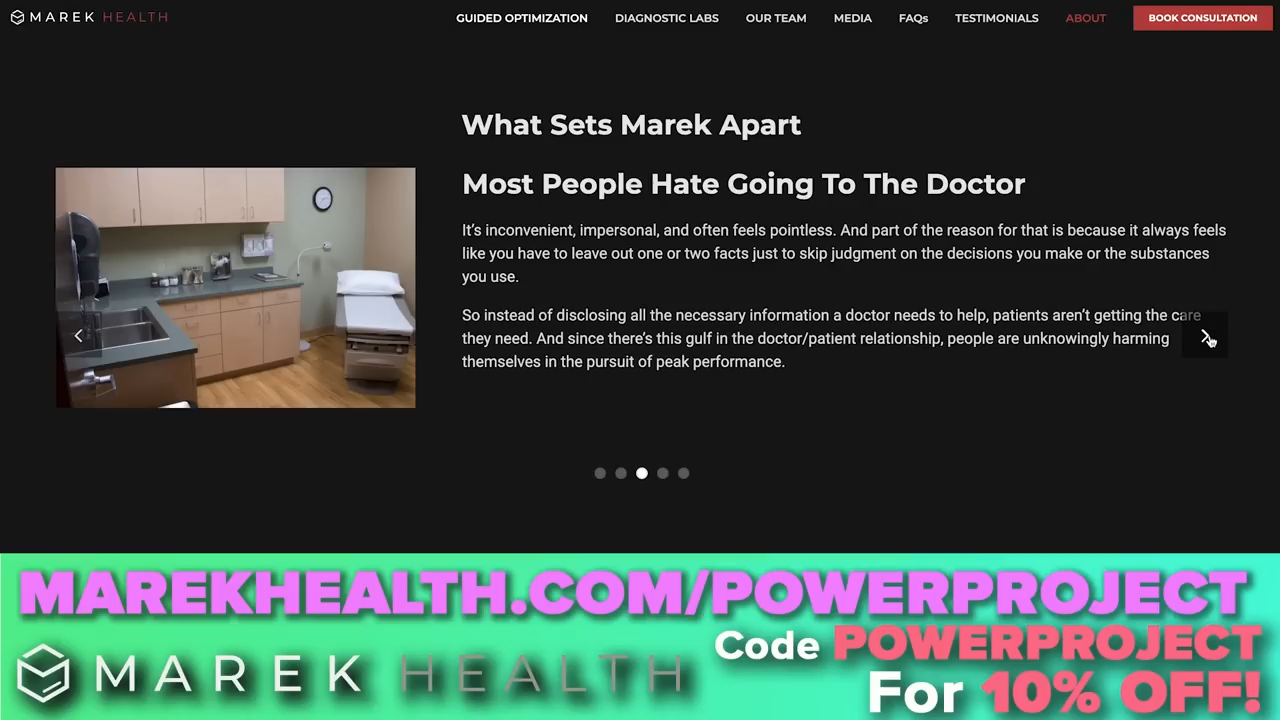 MAREK HEALTH
GUIDED OPTIMIZATION
DIAGNOSTIC LABS
OUR TEAM
MEDIA
FAQs
TESTIMONIALS
ABOUT
BOOK CONSULTATION
What Sets Marek Apart
Most People Hate Going To The Doctor
It's inconvenient, impersonal, and often feels pointless. And part of the reason for that is because it always feels
like you have to leave out one or two facts just to skip judgment on the decisions you make or the substances
you use.
So instead of disclosing all the necessary information a doctor needs to help, patients aren't getting the care
they need. And since there's this gulf in the doctor/patient relationship, people are unknowingly harming
themselves in the pursuit of peak performance.
MAREKHEALTH.COM/POWERPROJECT
MAREK HEALTH
Code POWERPROJECT
For 10% OFF!